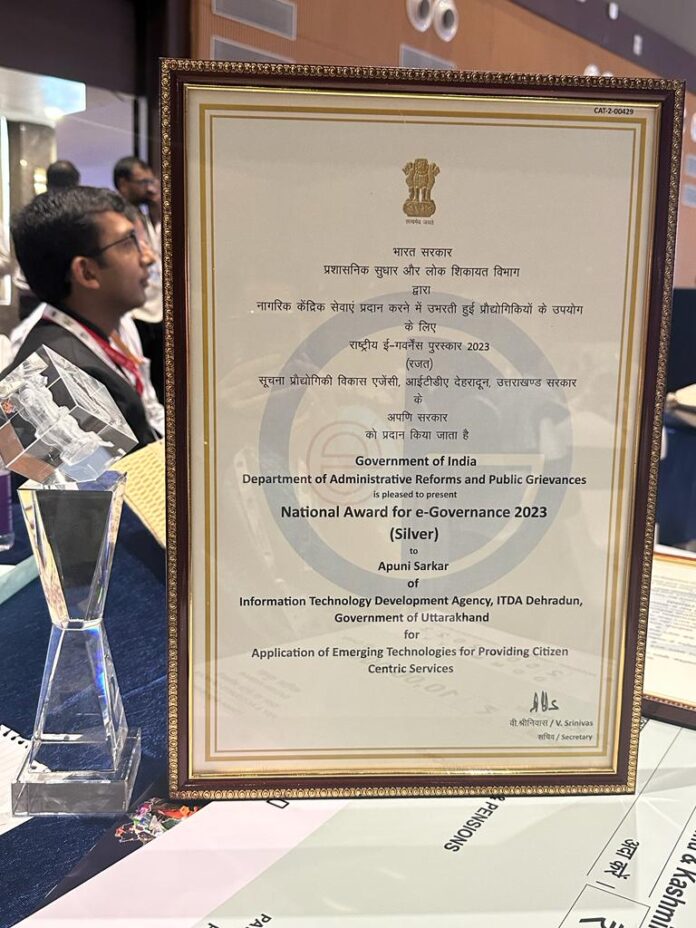 CAT-2-00429
सत्यमेव जयते
भारत सरकार
प्रशासनिक सुधार और लोक शिकायत विभाग
द्वारा
नागरिक केंद्रिक सेवाएं प्रदान करने में उभरती हुई प्रौद्योगिकियों के उपयोग
के लिए
राष्ट्रीय ई-गवर्नेंस पुरस्कार 2023
(रजत)
सूचना प्रौद्योगिकी विकास एजेंसी, आईटीडीए देहरादून, उत्तराखण्ड सरकार
के
अपणि सरकार
को प्रदान किया जाता है
Government of India
Department of Administrative Reforms and Public Grievances
is pleased to present
National Award for e-Governance 2023
(Silver)
to
Apuni Sarkar
of
Information Technology Development Agency, ITDA Dehradun,
Government of Uttarakhand
for
Application of Emerging Technologies for Providing Citizen
Centric Services
वी.श्रीनिवास / V. Srinivas
सचिव / Secretary
& PENSIONS
अदा करें
& Kashmi